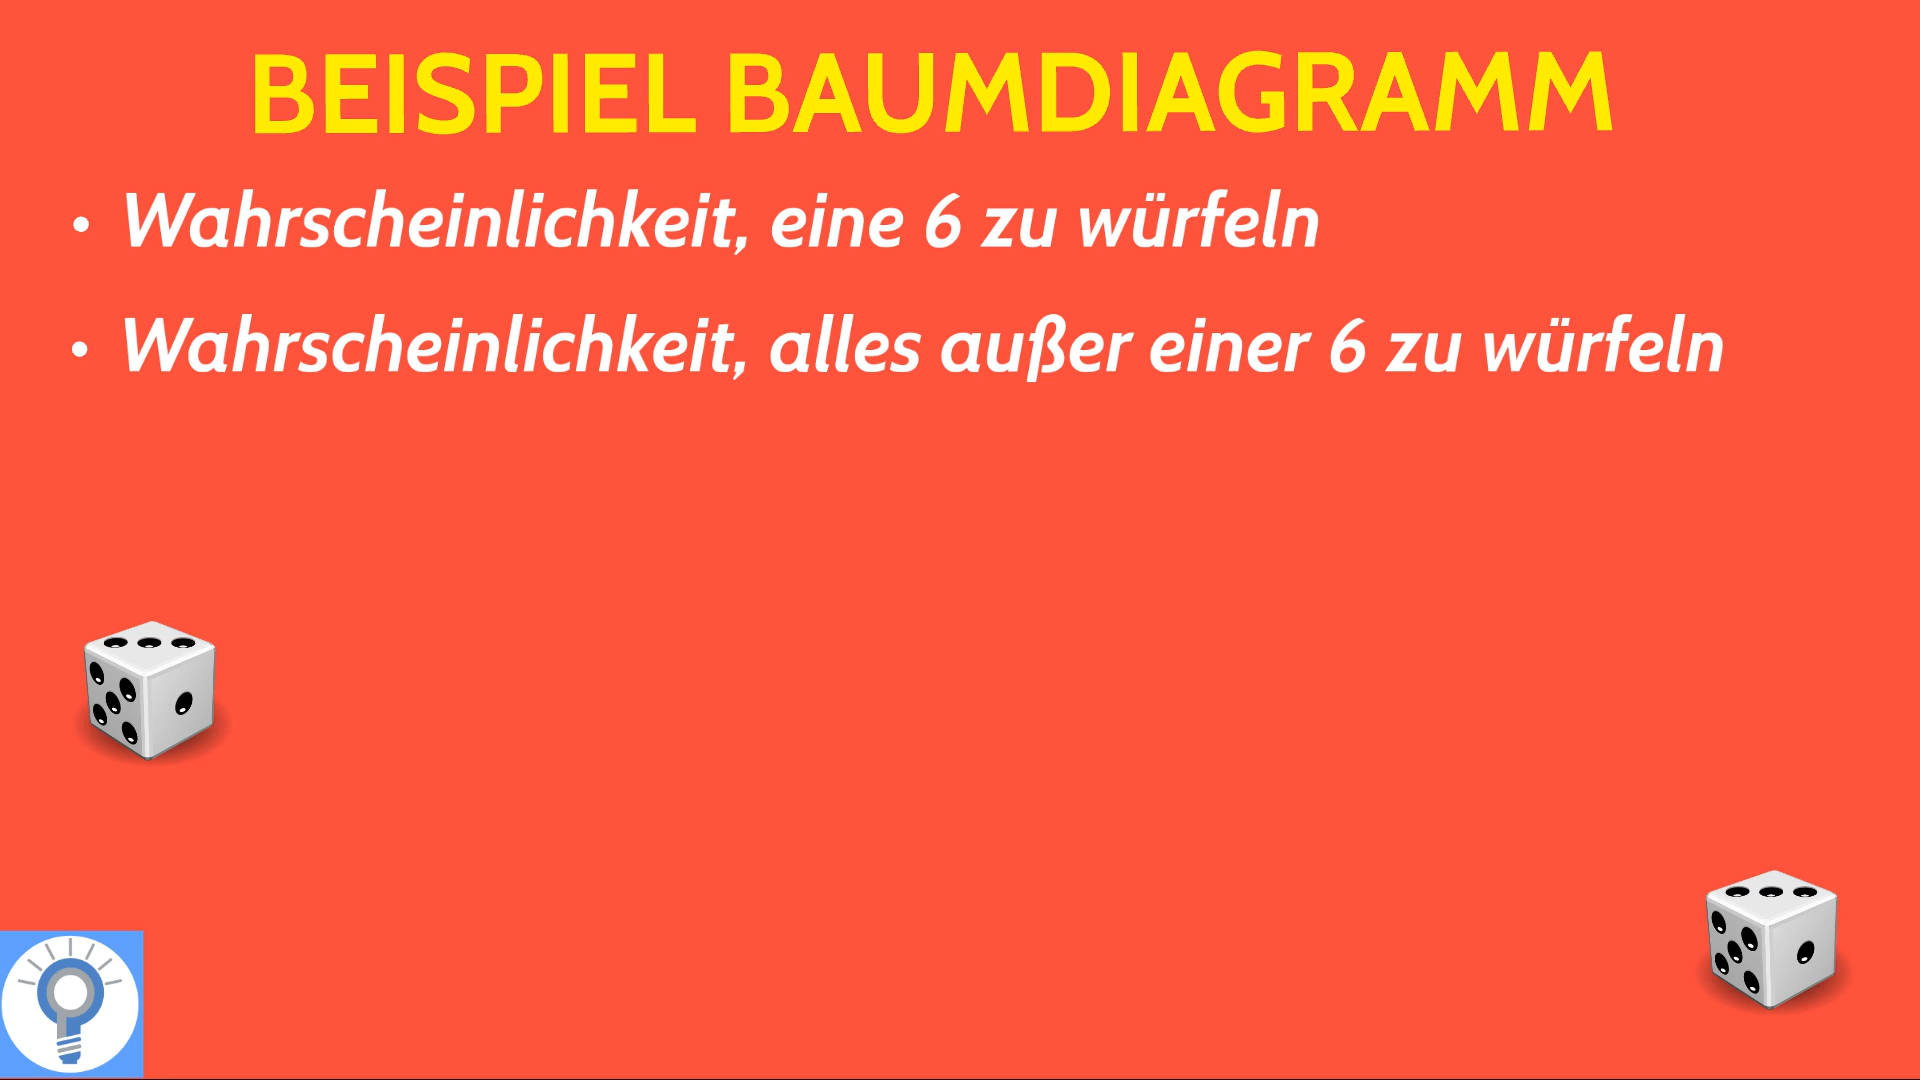 BEISPIEL BAUMDIAGRAMM
• Wahrscheinlichkeit, eine 6 zu würfeln
• Wahrscheinlichkeit, alles außer einer 6 zu würfeln